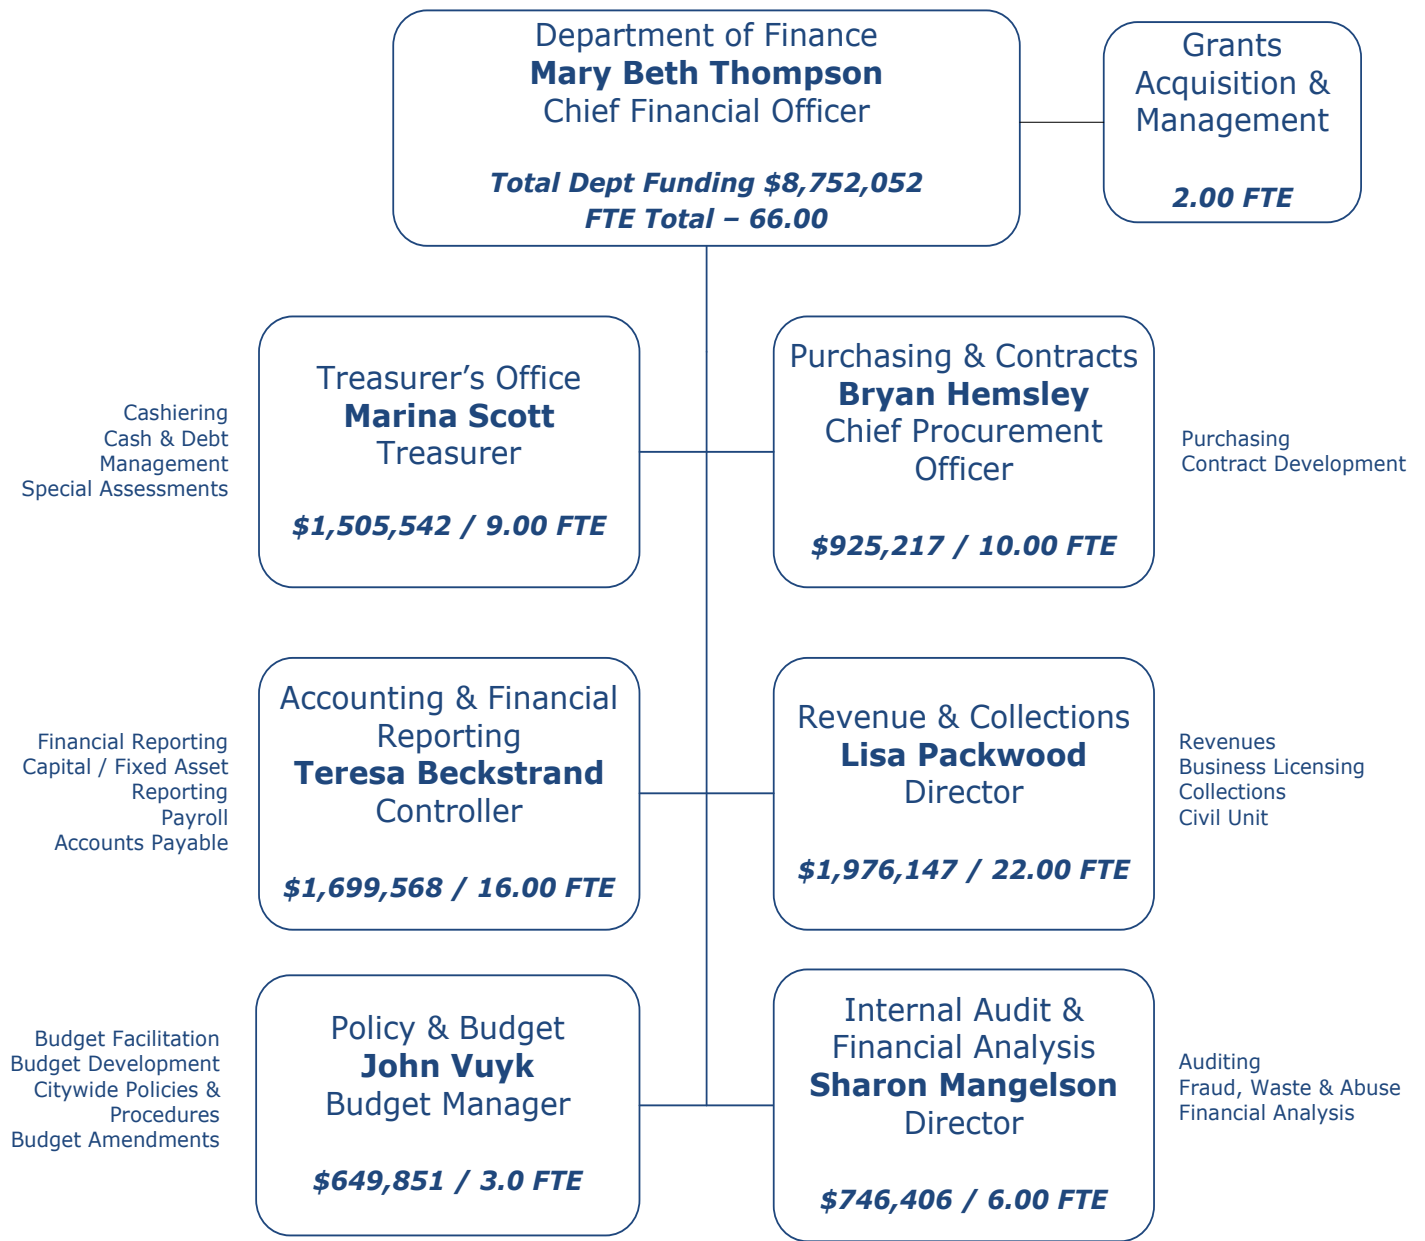 Department of Finance
Mary Beth Thompson
Chief Financial Officer
Total Dept Funding $8,752,052
FTE Total – 66.00
Grants
Acquisition &
Management
2.00 FTE
Cashiering
Cash & Debt
Management
Special Assessments
Treasurer’s Office
Marina Scott
Treasurer
$1,505,542 / 9.00 FTE
Purchasing & Contracts
Bryan Hemsley
Chief Procurement
Officer
$925,217 / 10.00 FTE
Purchasing
Contract Development
Financial Reporting
Capital / Fixed Asset
Reporting
Payroll
Accounts Payable
Accounting & Financial
Reporting
Teresa Beckstrand
Controller
$1,699,568 / 16.00 FTE
Revenue & Collections
Lisa Packwood
Director
$1,976,147 / 22.00 FTE
Revenues
Business Licensing
Collections
Civil Unit
Budget Facilitation
Budget Development
Citywide Policies &
Procedures
Budget Amendments
Policy & Budget
John Vuyk
Budget Manager
$649,851 / 3.0 FTE
Internal Audit &
Financial Analysis
Sharon Mangelson
Director
$746,406 / 6.00 FTE
Auditing
Fraud, Waste & Abuse
Financial Analysis